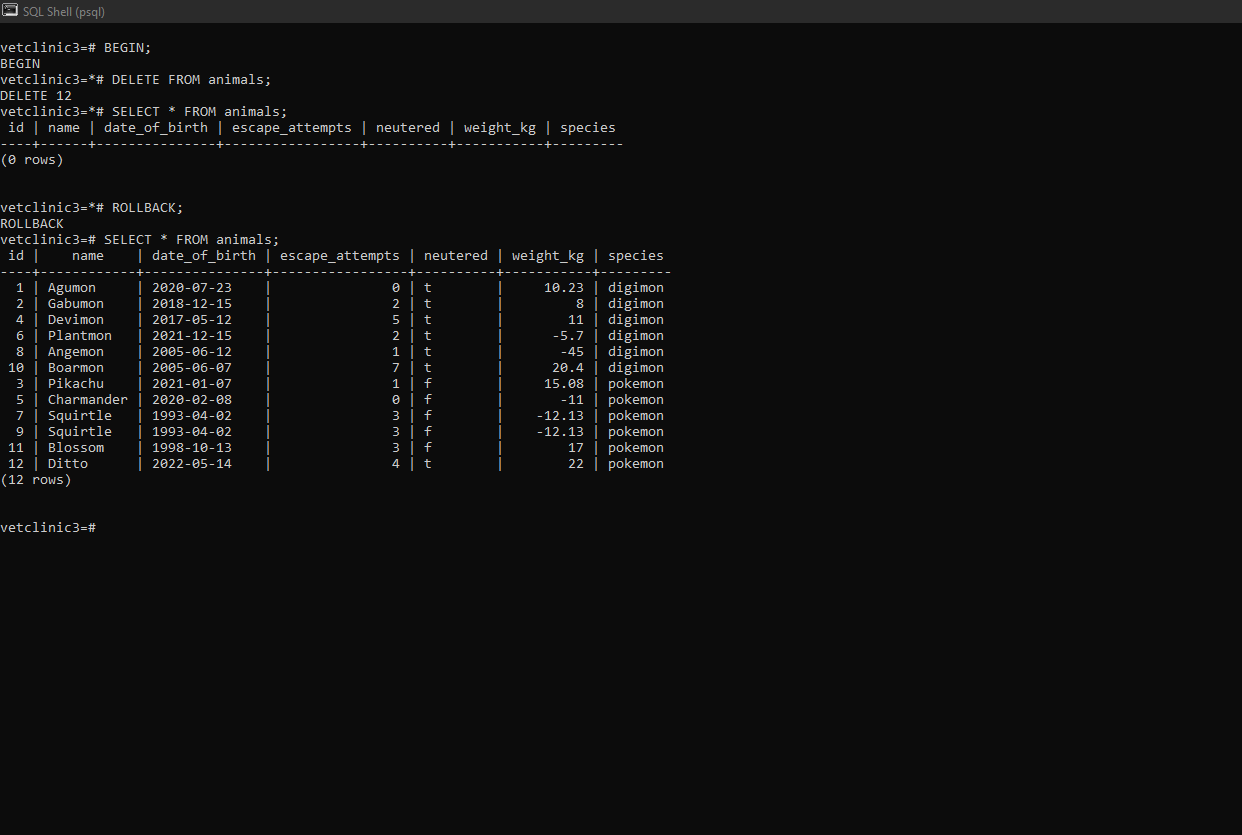 SQL Shell (psql)
vetclinic3=# BEGIN;
BEGIN
vetclinic3=*# DELETE FROM animals;
DELETE 12
vetclinic3=*# SELECT * FROM animals;
 id | name | date_of_birth | escape_attempts | neutered | weight_kg | species
----+------+---------------+-----------------+----------+-----------+---------
(0 rows)
vetclinic3=*# ROLLBACK;
ROLLBACK
vetclinic3=# SELECT * FROM animals;
 id |    name    | date_of_birth | escape_attempts | neutered | weight_kg | species
----+------------+---------------+-----------------+----------+-----------+---------
  1 | Agumon     | 2020-07-23    |               0 | t        |     10.23 | digimon
  2 | Gabumon    | 2018-12-15    |               2 | t        |         8 | digimon
  4 | Devimon    | 2017-05-12    |               5 | t        |        11 | digimon
  6 | Plantmon   | 2021-12-15    |               2 | t        |      -5.7 | digimon
  8 | Angemon    | 2005-06-12    |               1 | t        |       -45 | digimon
 10 | Boarmon    | 2005-06-07    |               7 | t        |      20.4 | digimon
  3 | Pikachu    | 2021-01-07    |               1 | f        |     15.08 | pokemon
  5 | Charmander | 2020-02-08    |               0 | f        |       -11 | pokemon
  7 | Squirtle   | 1993-04-02    |               3 | f        |    -12.13 | pokemon
  9 | Squirtle   | 1993-04-02    |               3 | f        |    -12.13 | pokemon
 11 | Blossom    | 1998-10-13    |               3 | f        |        17 | pokemon
 12 | Ditto      | 2022-05-14    |               4 | t        |        22 | pokemon
(12 rows)
vetclinic3=#